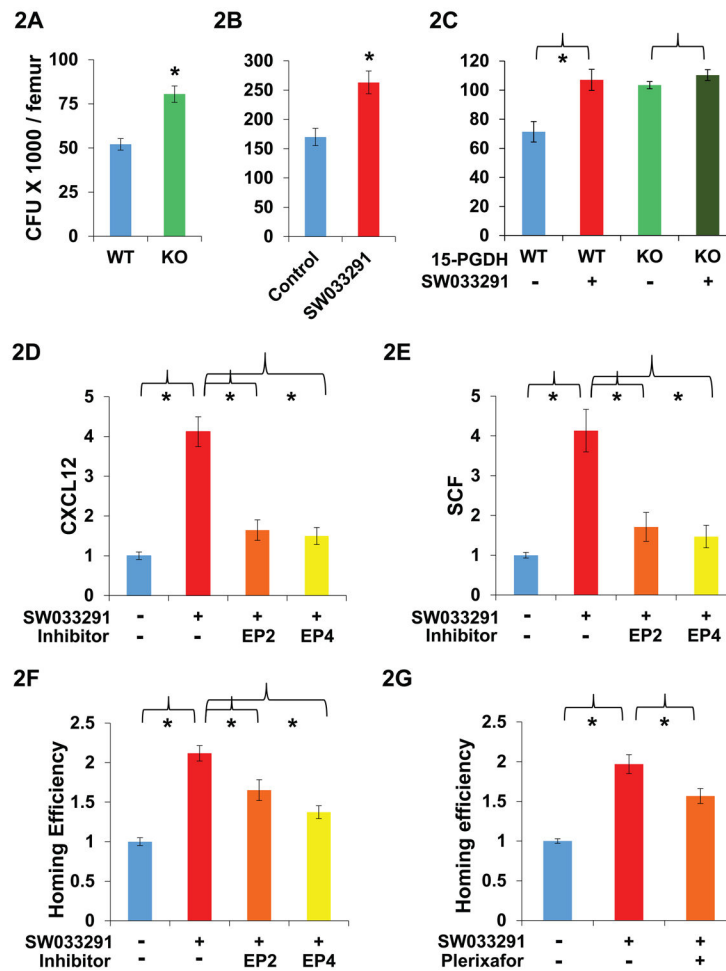 2A
CFU X 1000 / femur
100
75
50
25
0
*
WT KO
2B
300
250
200
150
100
50
0
*
Control SW033291
2C
120
100
80
60
40
20
0
*
15-PGDH WT WT KO KO
SW033291 - + - +
2D
CXCL12
5
4
3
2
1
0
* * *
SW033291 - + + +
Inhibitor - - EP2 EP4
2E
SCF
5
4
3
2
1
0
* * *
SW033291 - + + +
Inhibitor - - EP2 EP4
2F
Homing Efficiency
2.5
2
1.5
1
0.5
0
* * *
SW033291 - + + +
Inhibitor - - EP2 EP4
2G
Homing efficiency
2.5
2
1.5
1
0.5
0
* *
SW033291 - + +
Plerixafor - - +